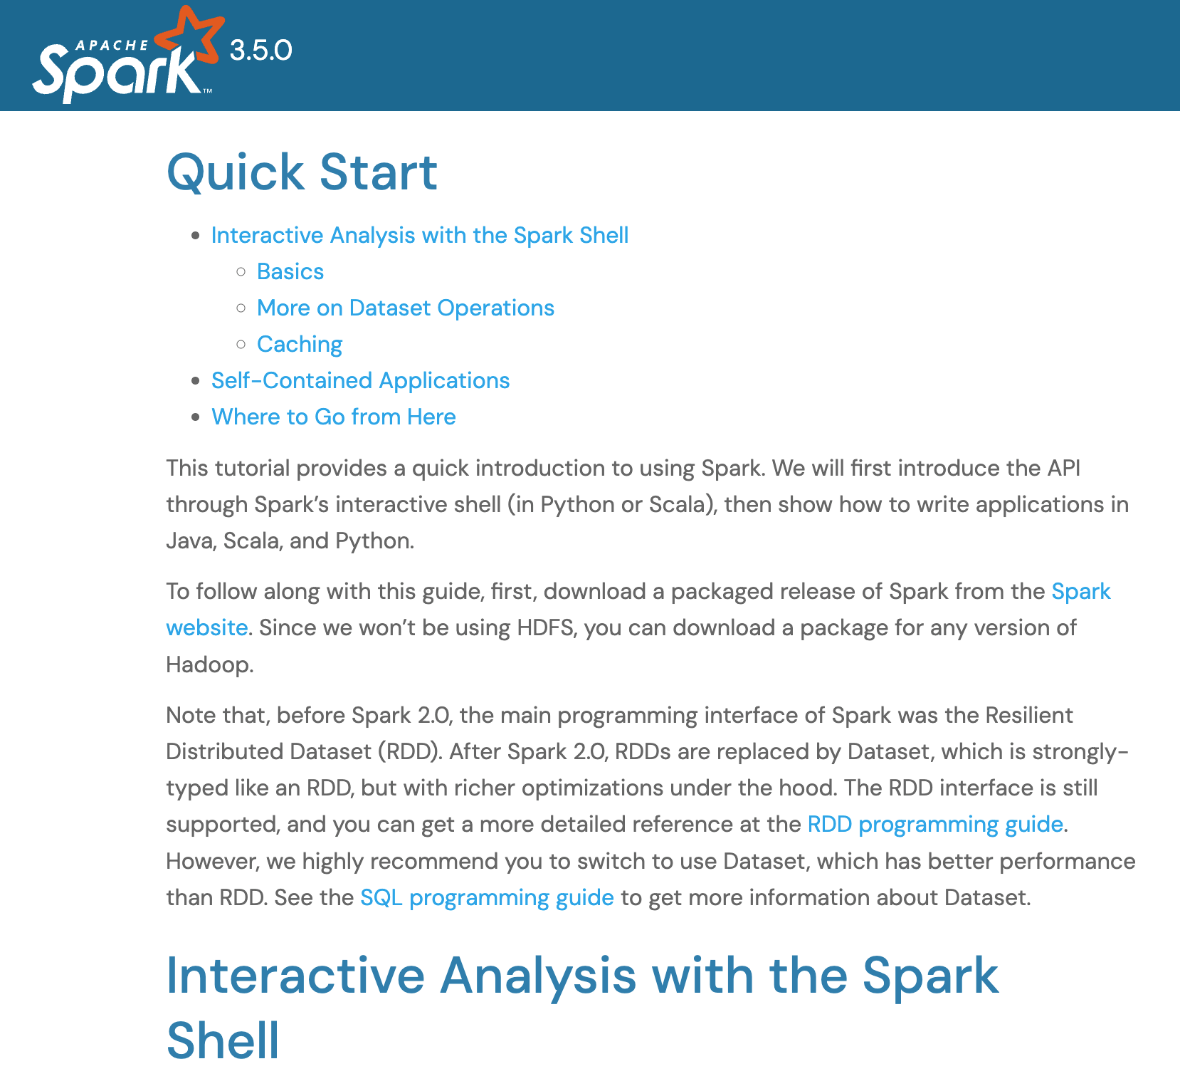 APACHE
Spark™ 3.5.0
Quick Start
Interactive Analysis with the Spark Shell
Basics
More on Dataset Operations
Caching
Self-Contained Applications
Where to Go from Here
This tutorial provides a quick introduction to using Spark. We will first introduce the API
through Spark’s interactive shell (in Python or Scala), then show how to write applications in
Java, Scala, and Python.
To follow along with this guide, first, download a packaged release of Spark from the Spark
website. Since we won’t be using HDFS, you can download a package for any version of
Hadoop.
Note that, before Spark 2.0, the main programming interface of Spark was the Resilient
Distributed Dataset (RDD). After Spark 2.0, RDDs are replaced by Dataset, which is strongly-
typed like an RDD, but with richer optimizations under the hood. The RDD interface is still
supported, and you can get a more detailed reference at the RDD programming guide.
However, we highly recommend you to switch to use Dataset, which has better performance
than RDD. See the SQL programming guide to get more information about Dataset.
Interactive Analysis with the Spark
Shell